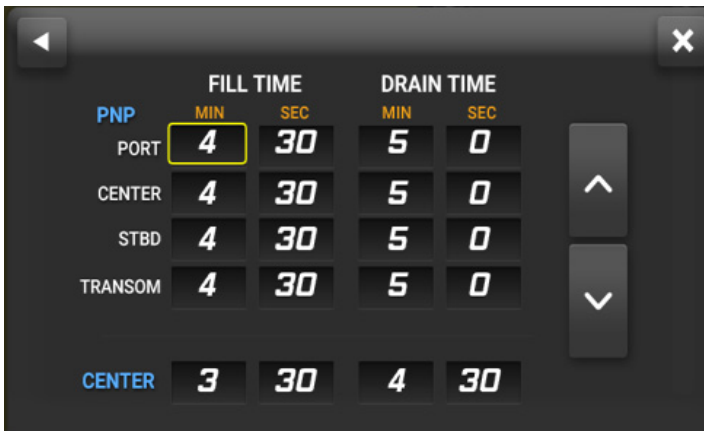 FILL TIME DRAIN TIME
PNP MIN SEC MIN SEC
PORT 4 30 5 0
CENTER 4 30 5 0
STBD 4 30 5 0
TRANSOM 4 30 5 0
CENTER 3 30 4 30